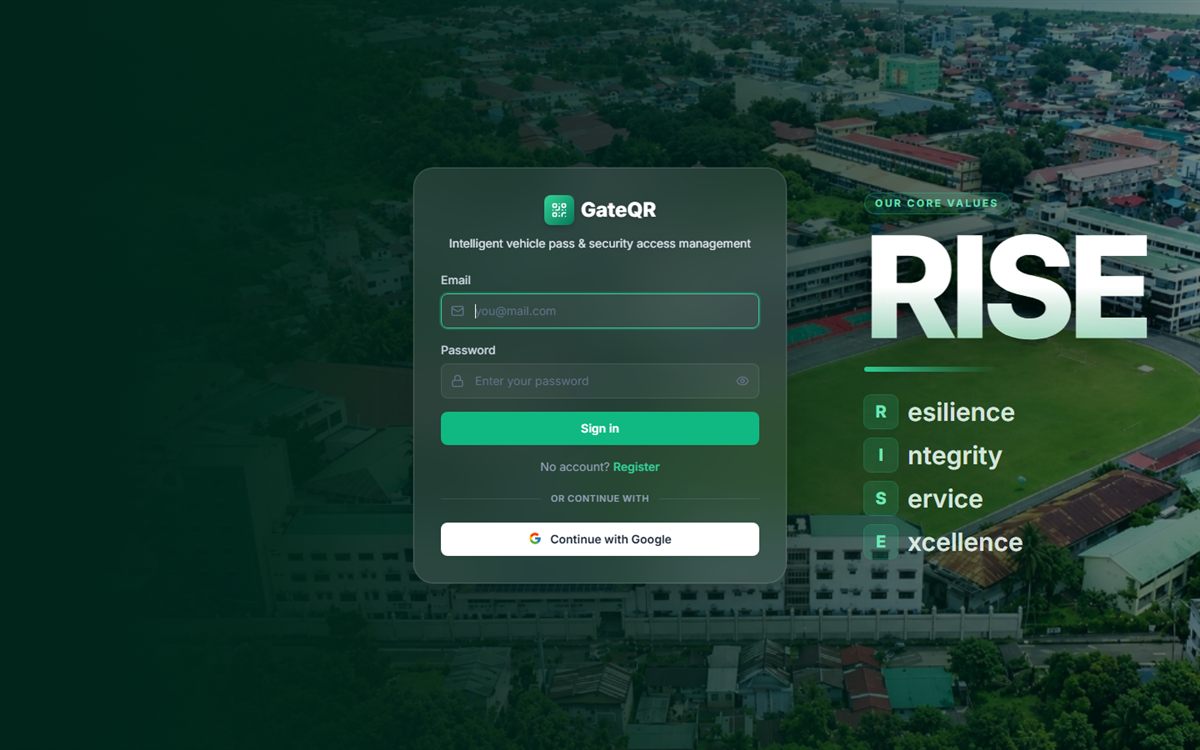 GateQR
Intelligent vehicle pass & security access management
Email
you@mail.com
Password
Enter your password
Sign in
No account? Register
OR CONTINUE WITH
Continue with Google
OUR CORE VALUES
RISE
R esilience
I ntegrity
S ervice
E xcellence